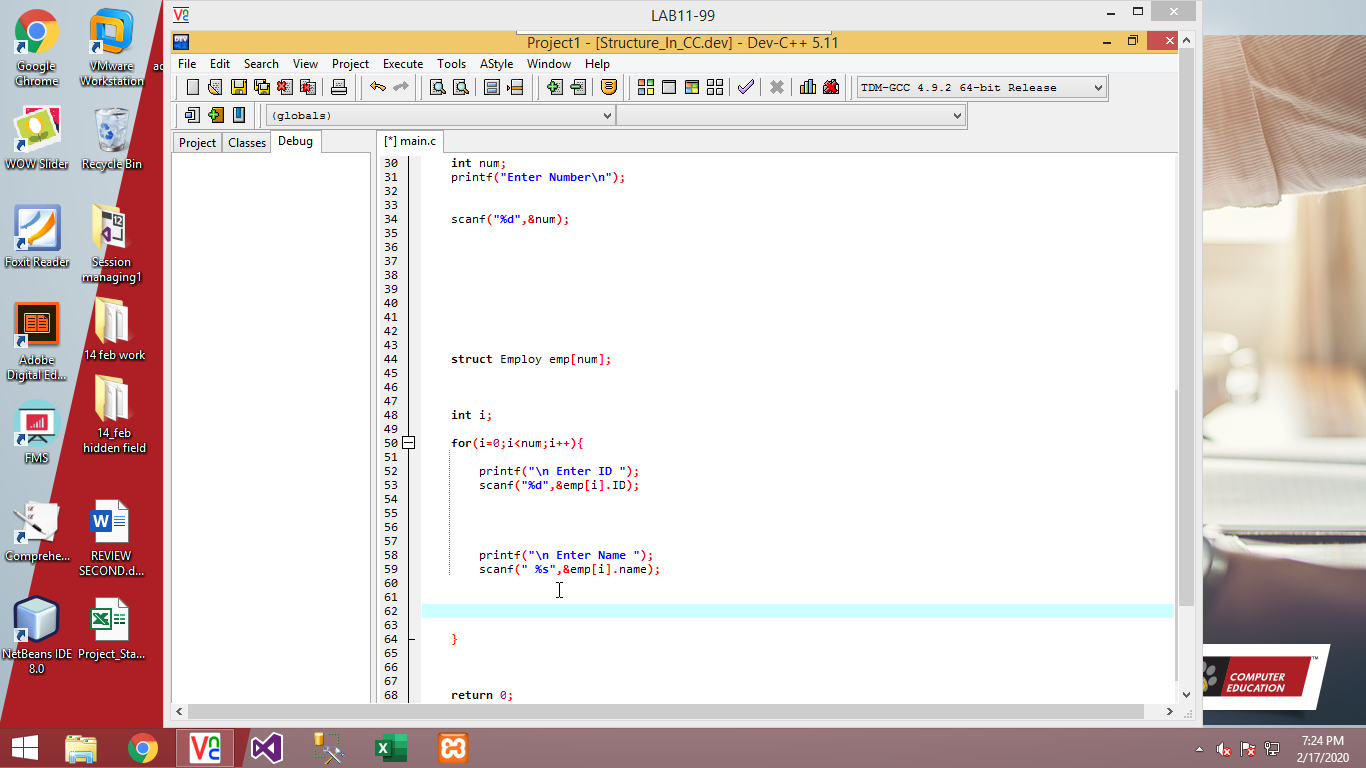 LAB11-99
Project1 - [Structure_In_CC.dev] - Dev-C++ 5.11
File Edit Search View Project Execute Tools AStyle Window Help
TDM-GCC 4.9.2 64-bit Release
(globals)
Project Classes Debug
[*] main.c
30 int num;
31 printf("Enter Number\n");
32
33
34 scanf("%d",&num);
35
36
37
38
39
40
41
42
43
44 struct Employ emp[num];
45
46
47
48 int i;
49
50 for(i=0;i<num;i++){
51
52 printf("\n Enter ID ");
53 scanf("%d",&emp[i].ID);
54
55
56
57
58 printf("\n Enter Name ");
59 scanf(" %s",&emp[i].name);
60
61
62
63
64 }
65
66
67
68 return 0;
Google
Chrome
VMware
Workstation
ac
WOW Slider
Recycle Bin
Foxit Reader
Session
managing1
Adobe
Digital Ed...
14 feb work
14_feb
hidden field
FMS
Comprehe...
REVIEW
SECOND.d...
NetBeans IDE
8.0
Project_Sta...
COMPUTER
EDUCATION
TM
7:24 PM
2/17/2020